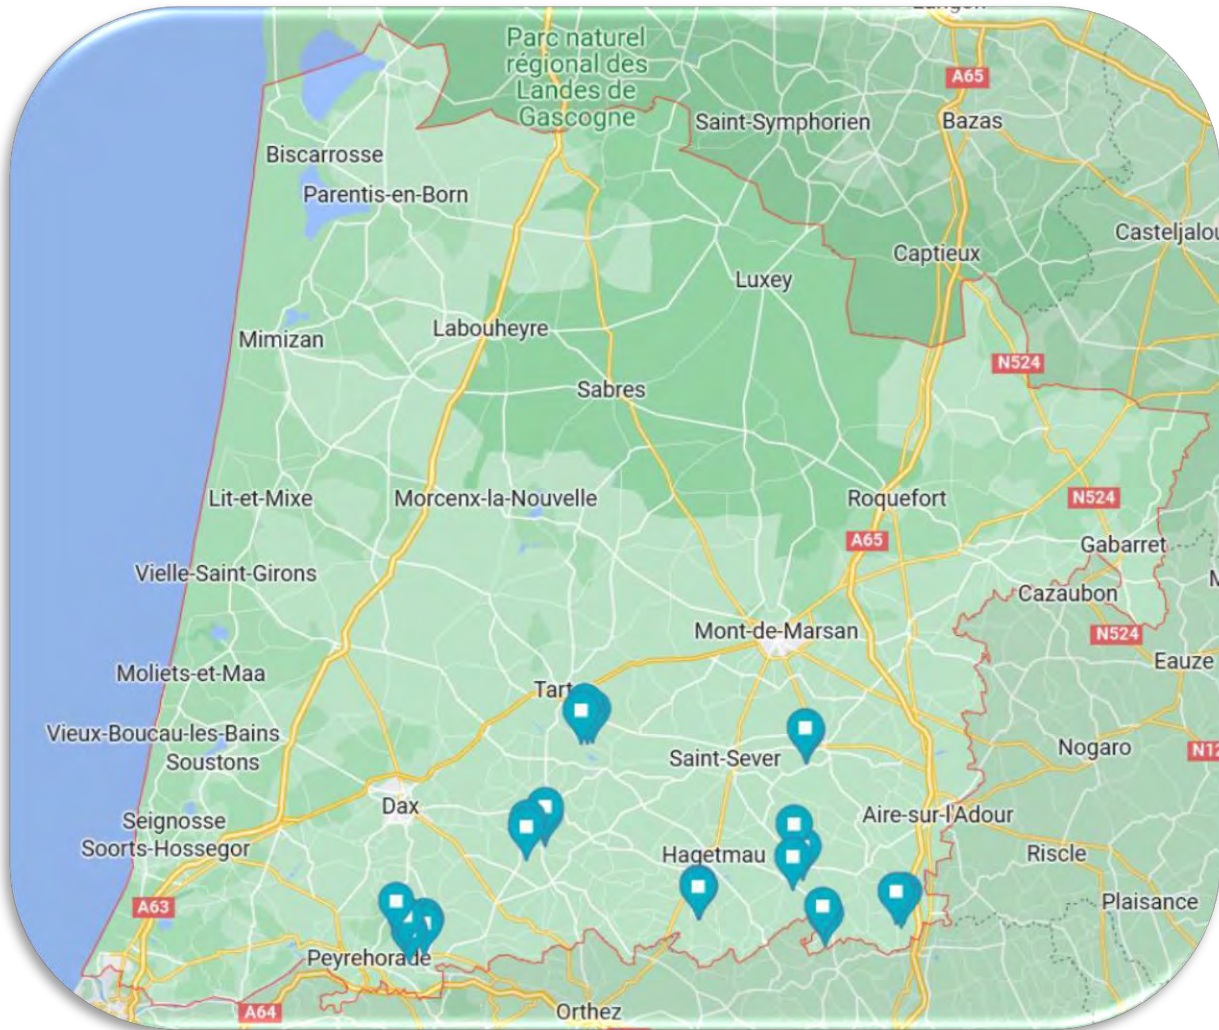 Parc naturel
régional des
Landes de
Gascogne
A65
Saint-Symphorien
Bazas
Biscarrosse
Parentis-en-Born
Captieux
Luxey
Labouheyre
Mimizan
N524
Sabres
Lit-et-Mixe
Morcenx-la-Nouvelle
Roquefort
N524
A65
Gabarret
Vielle-Saint-Girons
Cazaubon
Mont-de-Marsan
N524
Eauze
Moliets-et-Maa
Tart
Vieux-Boucau-les-Bains
Soustons
Saint-Sever
Nogaro
Dax
Seignosse
Soorts-Hossegor
Aire-sur-l'Adour
Hagetmau
Riscle
A63
Plaisance
Peyrehorade
A64
Orthez